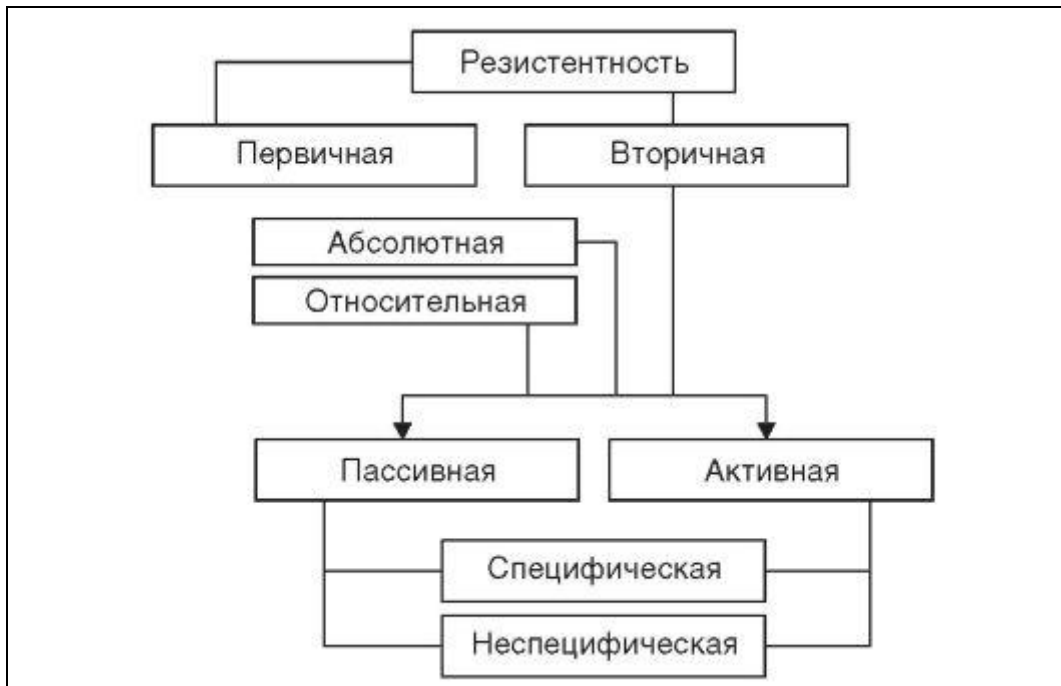 Резистентность
Первичная
Вторичная
Абсолютная
Относительная
Пассивная
Активная
Специфическая
Неспецифическая